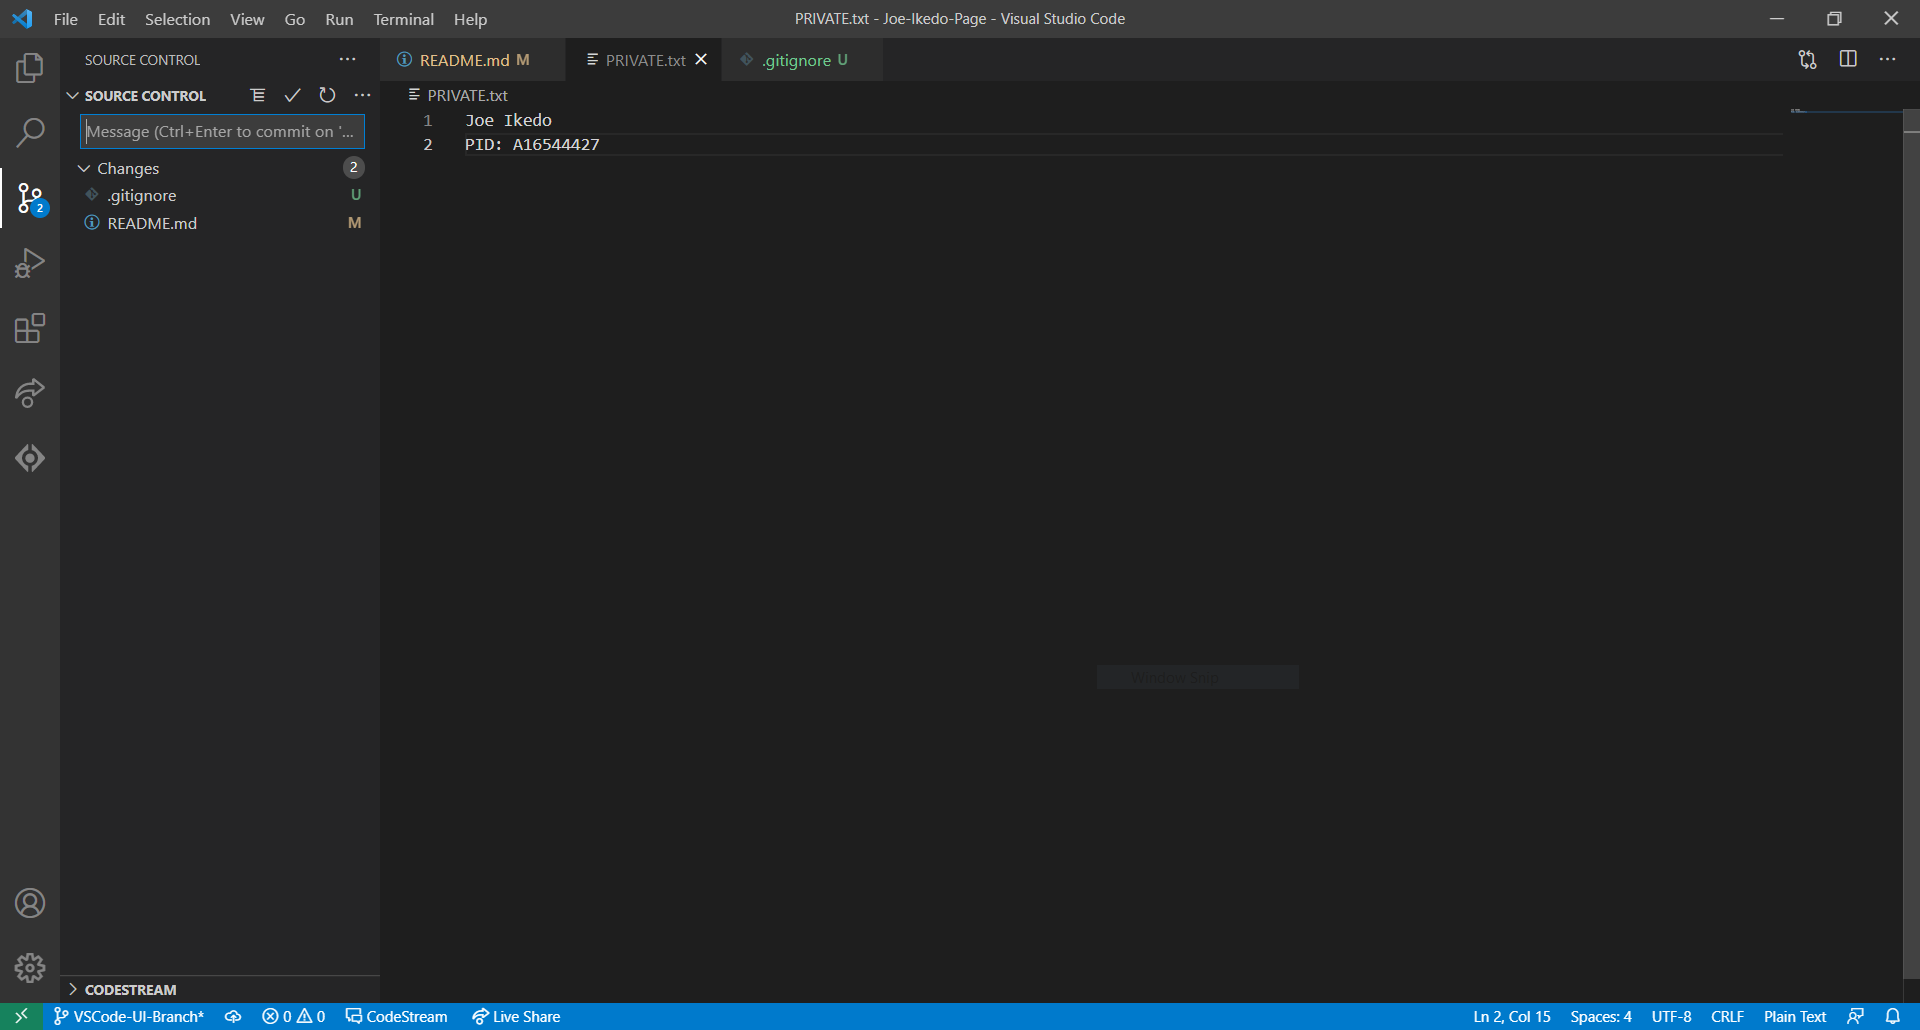 File Edit Selection View Go Run Terminal Help
PRIVATE.txt - Joe-Ikedo-Page - Visual Studio Code
SOURCE CONTROL
README.md M
PRIVATE.txt
.gitignore U
SOURCE CONTROL
PRIVATE.txt
Message (Ctrl+Enter to commit on '...
1 Joe Ikedo
2 PID: A16544427
Changes 2
.gitignore U
README.md M
2
Window Snip
CODESTREAM
VSCode-UI-Branch* 0 0 CodeStream Live Share
Ln 2, Col 15 Spaces: 4 UTF-8 CRLF Plain Text